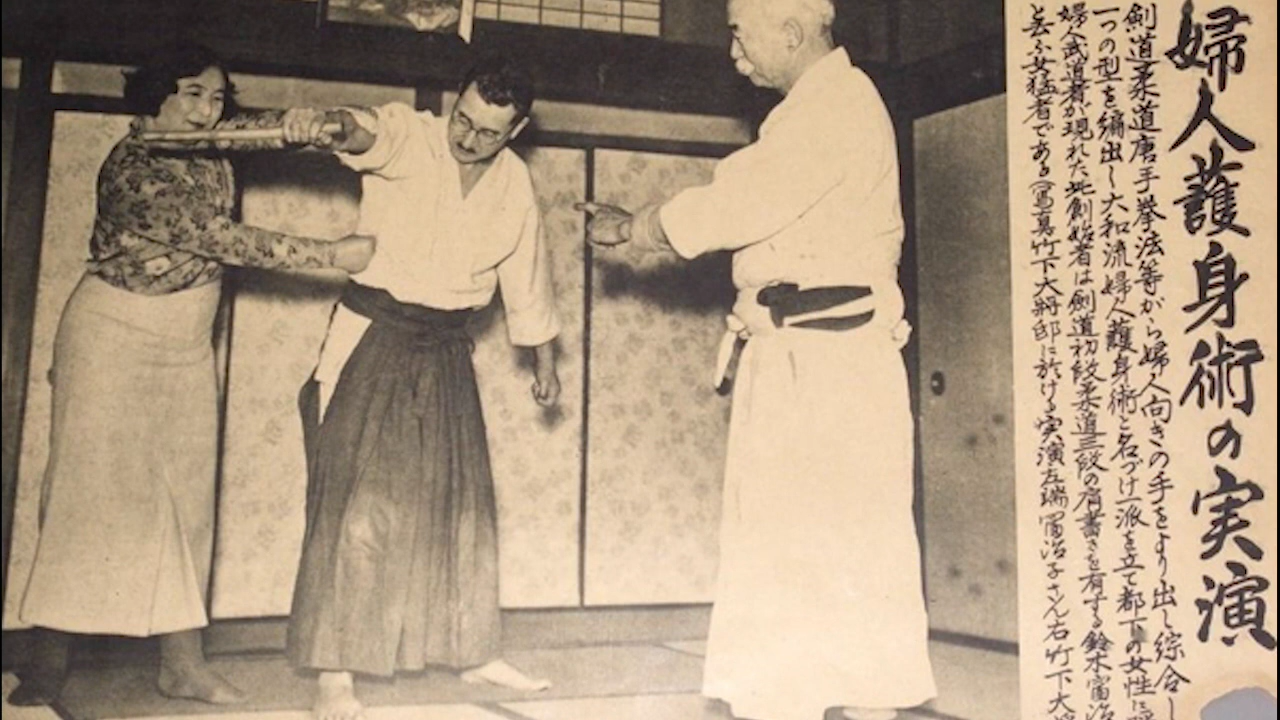 婦人護身術の実演
剣道柔道唐手拳法等から婦人向きの手をより出し綜合し
一つの型を編出し大和流婦人護身術と名づけ一派を立て都下の女性に
婦人武道者が現れた此創始者は剣道初段柔道三段の肩書きを有する鈴木富治
と云ふ女猛者である(写真竹下大将邸に於ける実演左端富治子さん右竹下大